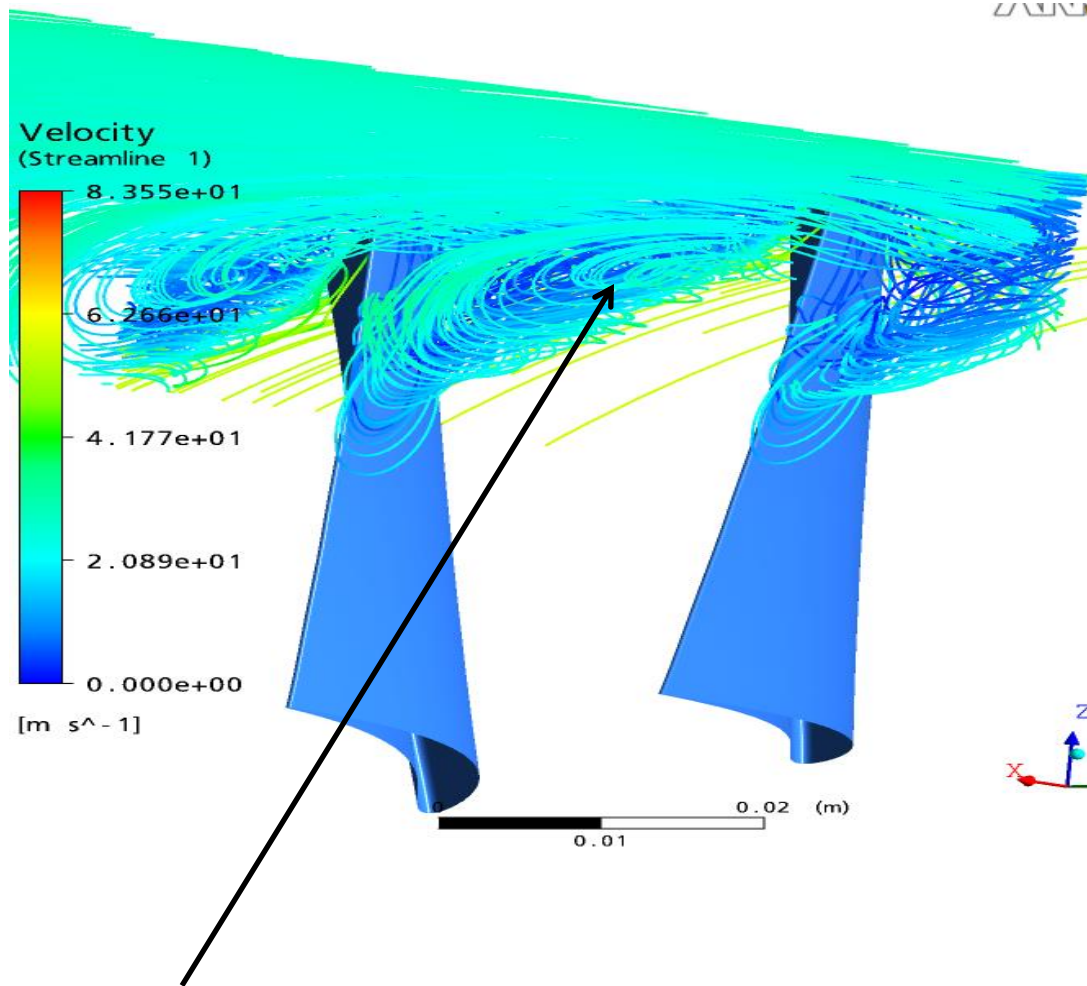 Velocity
(Streamline 1)
8.355e+01
6.266e+01
4.177e+01
2.089e+01
0.000e+00
[m s^-1]
0 0.02 (m)
0.01
Z
X